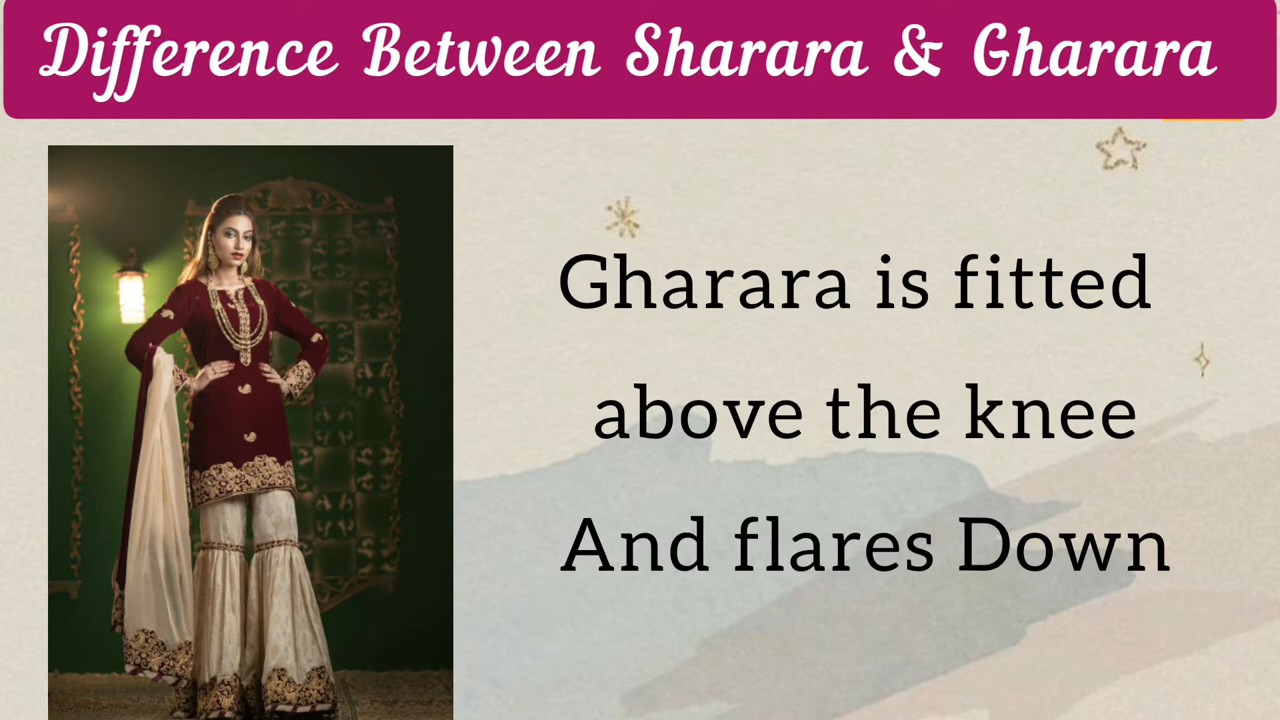 Difference Between Sharara & Gharara
Gharara is fitted
above the knee
And flares Down